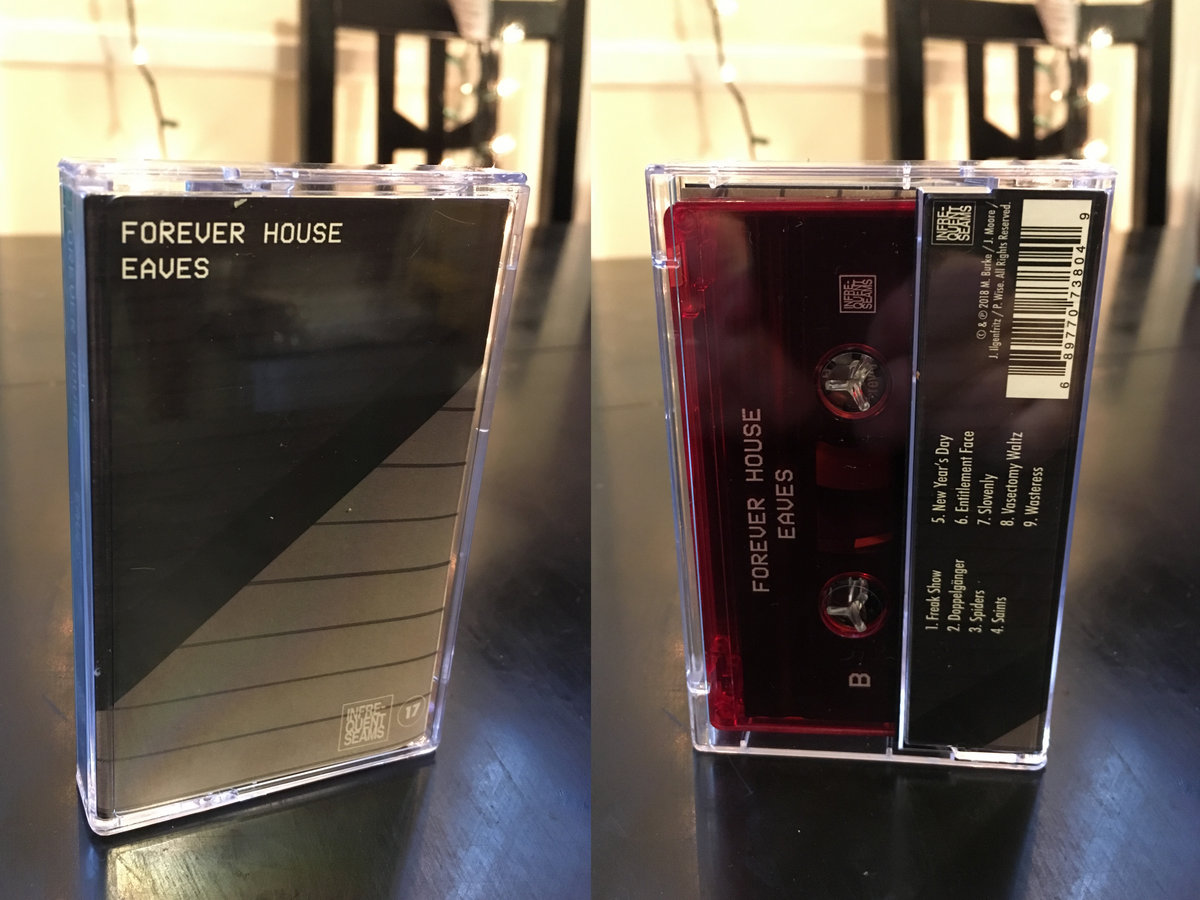 FOREVER HOUSE
EAVES
INFRE-
QUENT
SEAMS
17
INFRE-
QUENT
SEAMS
FOREVER HOUSE
EAVES
B
INFRE-
QUENT
SEAMS
© & ℗ 2018 M. Burke / J. Moore /
J. Ilgenfritz / P. Wise. All Rights Reserved.
6 89770 73804 9
1. Freak Show
2. Doppelgänger
3. Spiders
4. Saints
5. New Year's Day
6. Entitlement Face
7. Slovenly
8. Vasectomy Waltz
9. Wasteress